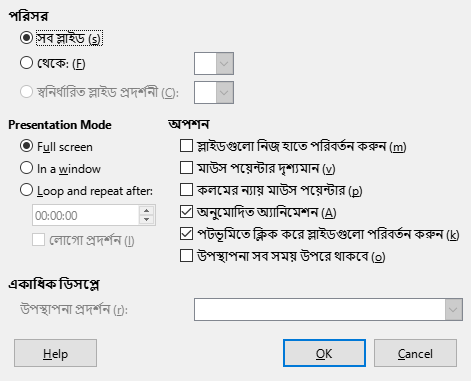 পরিসর
সব স্লাইড (s)
থেকে: (F)
স্বনির্ধারিত স্লাইড প্রদর্শনী (C):
Presentation Mode
Full screen
In a window
Loop and repeat after:
00:00:00
লোগো প্রদর্শন (l)
অপশন
স্লাইডগুলো নিজ হাতে পরিবর্তন করুন (m)
মাউস পয়েন্টার দৃশ্যমান (v)
কলমের ন্যায় মাউস পয়েন্টার (p)
অনুমোদিত অ্যানিমেশন (A)
পটভূমিতে ক্লিক করে স্লাইডগুলো পরিবর্তন করুন (k)
উপস্থাপনা সব সময় উপরে থাকবে (o)
একাধিক ডিসপ্লে
উপস্থাপনা প্রদর্শন (r):
Help
OK
Cancel